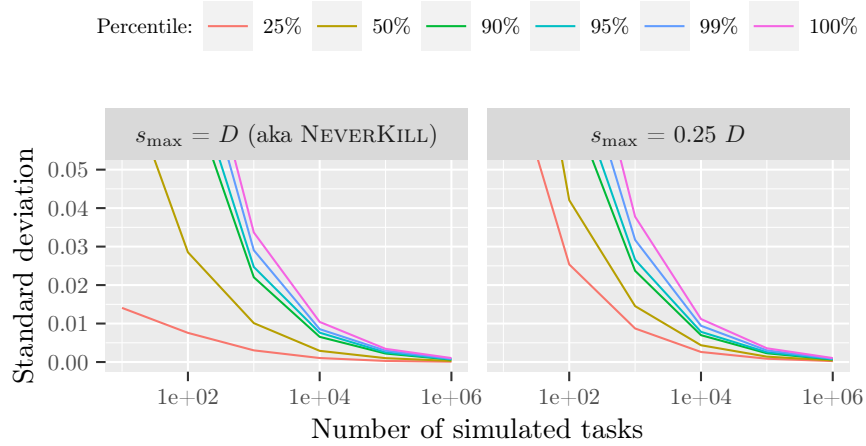 Percentile: 25% 50% 90% 95% 99% 100%
s_max = D (aka NEVERKILL) s_max = 0.25 D
Standard deviation
0.05
0.04
0.03
0.02
0.01
0.00
1e+02 1e+04 1e+06 1e+02 1e+04 1e+06
Number of simulated tasks